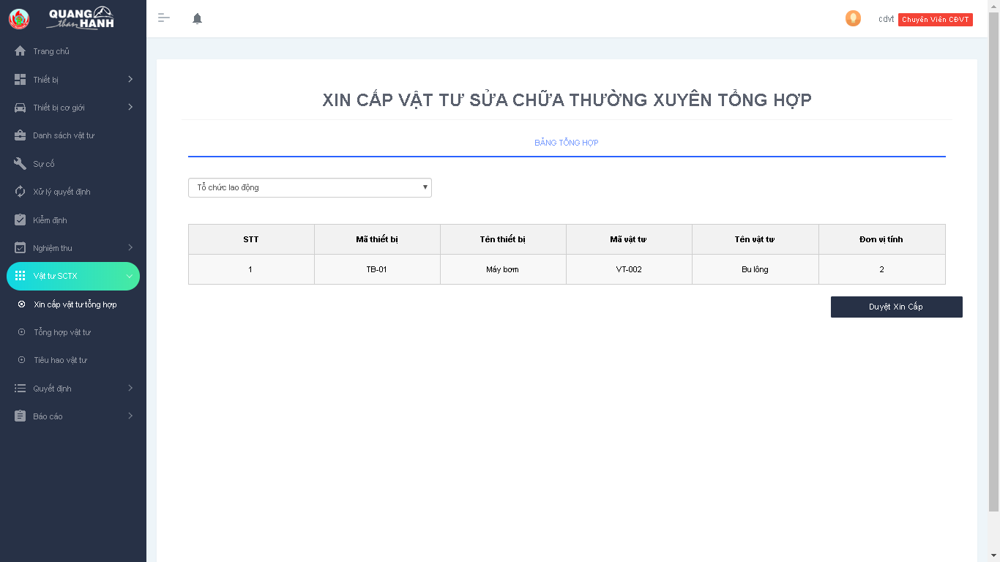 QUANG
than HANH
cdvt Chuyên Viên CĐVT
Trang chủ
Thiết bị
Thiết bị cơ giới
Danh sách vật tư
Sự cố
Xử lý quyết định
Kiểm định
Nghiệm thu
Vật tư SCTX
Xin cấp vật tư tổng hợp
Tổng hợp vật tư
Tiêu hao vật tư
Quyết định
Báo cáo
XIN CẤP VẬT TƯ SỬA CHỮA THƯỜNG XUYÊN TỔNG HỢP
BẢNG TỔNG HỢP
Tổ chức lao động
STT Mã thiết bị Tên thiết bị Mã vật tư Tên vật tư Đơn vị tính
1 TB-01 Máy bơm VT-002 Bu lông 2
Duyệt Xin Cấp